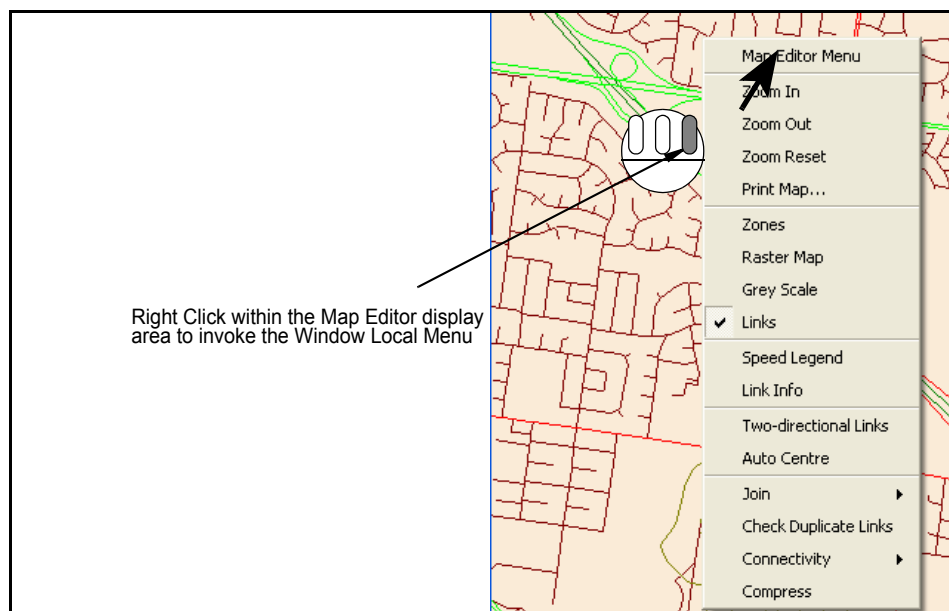 Right Click within the Map Editor display
area to invoke the Window Local Menu
Map Editor Menu
Zoom In
Zoom Out
Zoom Reset
Print Map...
Zones
Raster Map
Grey Scale
Links
Speed Legend
Link Info
Two-directional Links
Auto Centre
Join
Check Duplicate Links
Connectivity
Compress